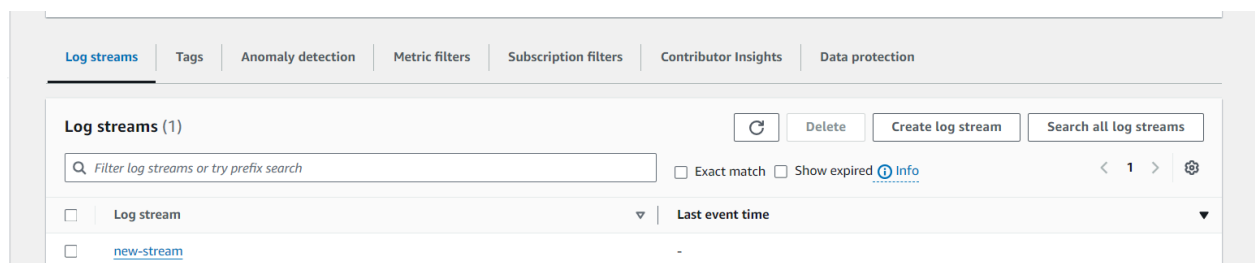 Log streams Tags Anomaly detection Metric filters Subscription filters Contributor Insights Data protection
Log streams (1) Delete Create log stream Search all log streams
Filter log streams or try prefix search Exact match Show expired Info 1
Log stream Last event time
new-stream -